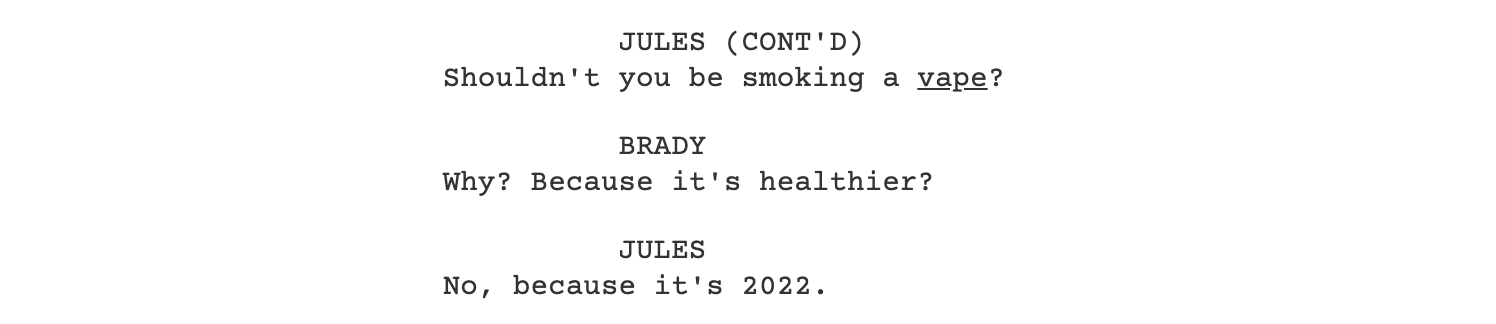 JULES (CONT'D)
Shouldn't you be smoking a vape?
BRADY
Why? Because it's healthier?
JULES
No, because it's 2022.